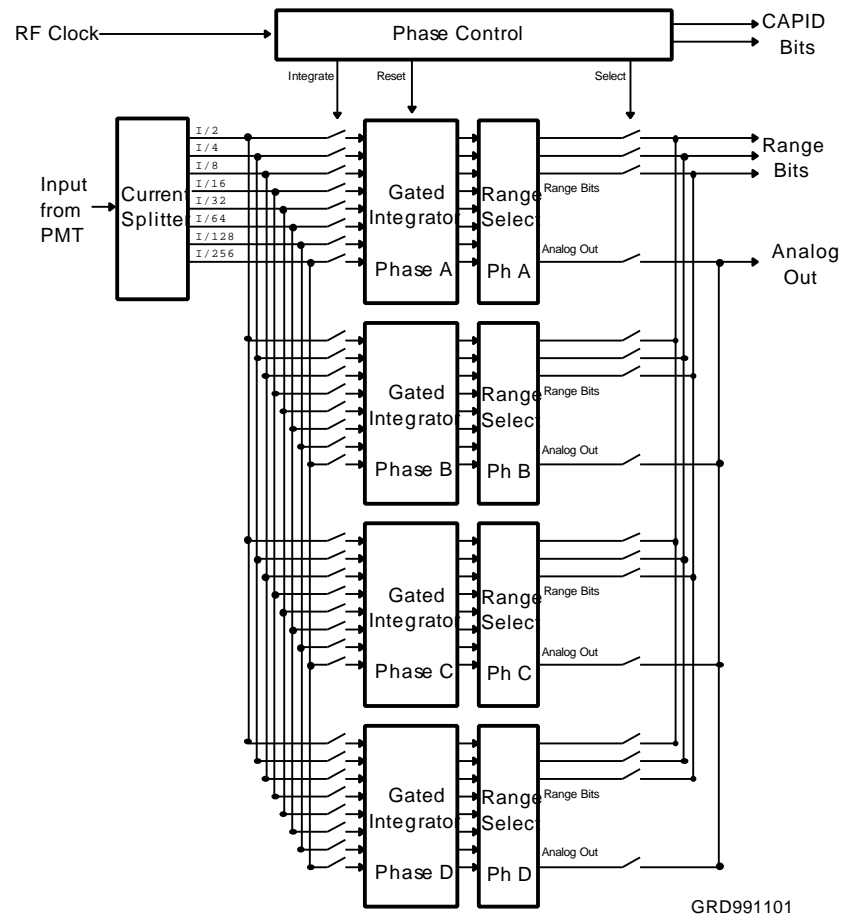 RF Clock
Phase Control
CAPID
Bits
Integrate
Reset
Select
I/2
I/4
I/8
I/16
I/32
I/64
I/128
I/256
Input
from
PMT
Current
Splitter
Gated
Integrator
Phase A
Range
Select
Ph A
Range Bits
Analog Out
Range
Bits
Analog
Out
Gated
Integrator
Phase B
Range
Select
Ph B
Range Bits
Analog Out
Gated
Integrator
Phase C
Range
Select
Ph C
Range Bits
Analog Out
Gated
Integrator
Phase D
Range
Select
Ph D
Range Bits
Analog Out
GRD991101